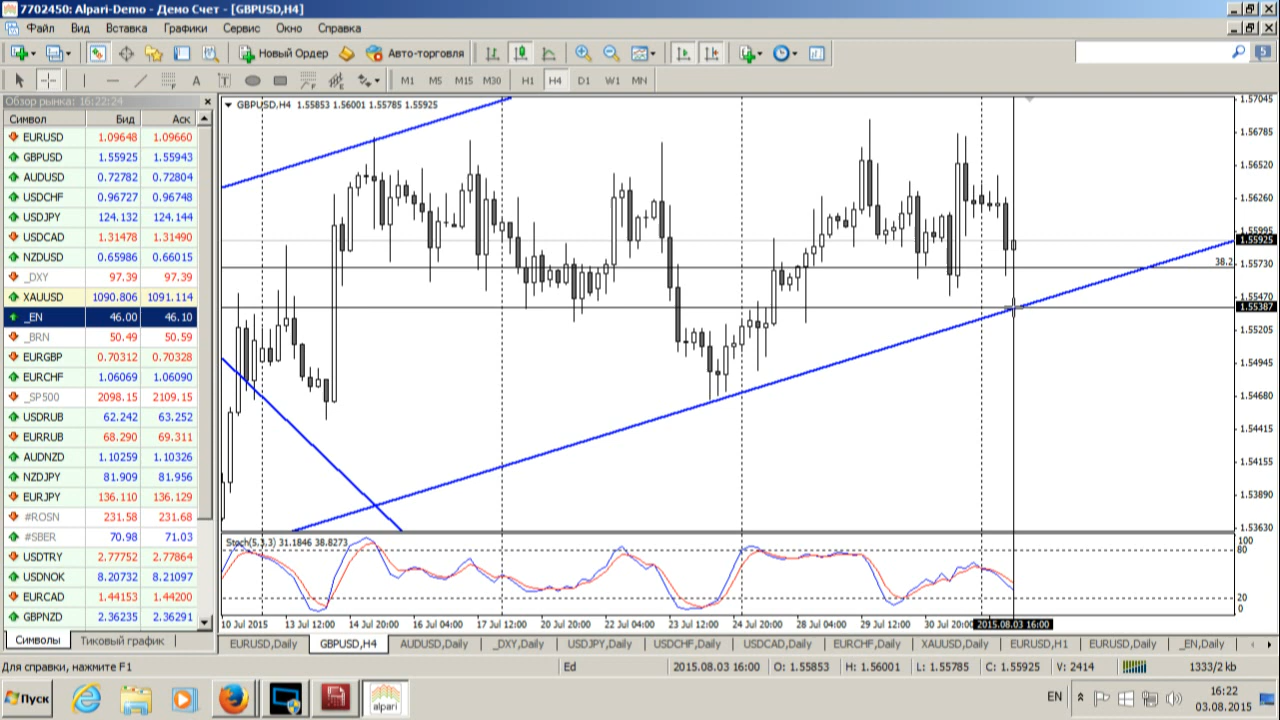 7702450: Alpari-Demo - Демо Счет - [GBPUSD,H4]
Файл Вид Вставка Графики Сервис Окно Справка
Новый Ордер Авто-торговля
5
A T M1 M5 M15 M30 H1 H4 D1 W1 MN
Обзор рынка: 16:22:24
Символ Бид Аск
EURUSD 1.09648 1.09660
GBPUSD 1.55925 1.55943
AUDUSD 0.72782 0.72804
USDCHF 0.96727 0.96748
USDJPY 124.132 124.144
USDCAD 1.31478 1.31490
NZDUSD 0.65986 0.66015
_DXY 97.39 97.39
XAUUSD 1090.806 1091.114
_EN 46.00 46.10
_BRN 50.49 50.59
EURGBP 0.70312 0.70328
EURCHF 1.06069 1.06090
_SP500 2098.15 2109.15
USDRUB 62.242 63.252
EURRUB 68.290 69.311
AUDNZD 1.10259 1.10326
NZDJPY 81.909 81.956
EURJPY 136.110 136.129
#ROSN 231.58 231.68
#SBER 70.98 71.03
USDTRY 2.77752 2.77864
USDNOK 8.20732 8.21097
EURCAD 1.44153 1.44200
GBPNZD 2.36235 2.36291
Символы Тиковый график
GBPUSD,H4 1.55853 1.56001 1.55785 1.55925
1.57045
1.56785
1.56520
1.56260
1.55995
1.55925
38.2
1.55730
1.55470
1.55387
1.55205
1.54945
1.54680
1.54415
1.54155
1.53890
1.53630
Stoch(5,3,3) 31.1846 38.8273
100
80
20
0
10 Jul 2015 13 Jul 12:00 14 Jul 20:00 16 Jul 04:00 17 Jul 12:00 20 Jul 20:00 22 Jul 04:00 23 Jul 12:00 24 Jul 20:00 28 Jul 04:00 29 Jul 12:00 30 Jul 20:00 2015.08.03 16:00
EURUSD,Daily GBPUSD,H4 AUDUSD,Daily _DXY,Daily USDJPY,Daily USDCHF,Daily USDCAD,Daily EURCHF,Daily XAUUSD,Daily EURUSD,H1 EURUSD,Daily _EN,Daily
Для справки, нажмите F1 Ed 2015.08.03 16:00 O: 1.55853 H: 1.56001 L: 1.55785 C: 1.55925 V: 2414 1333/2 kb
Пуск alpari EN 16:22
03.08.2015